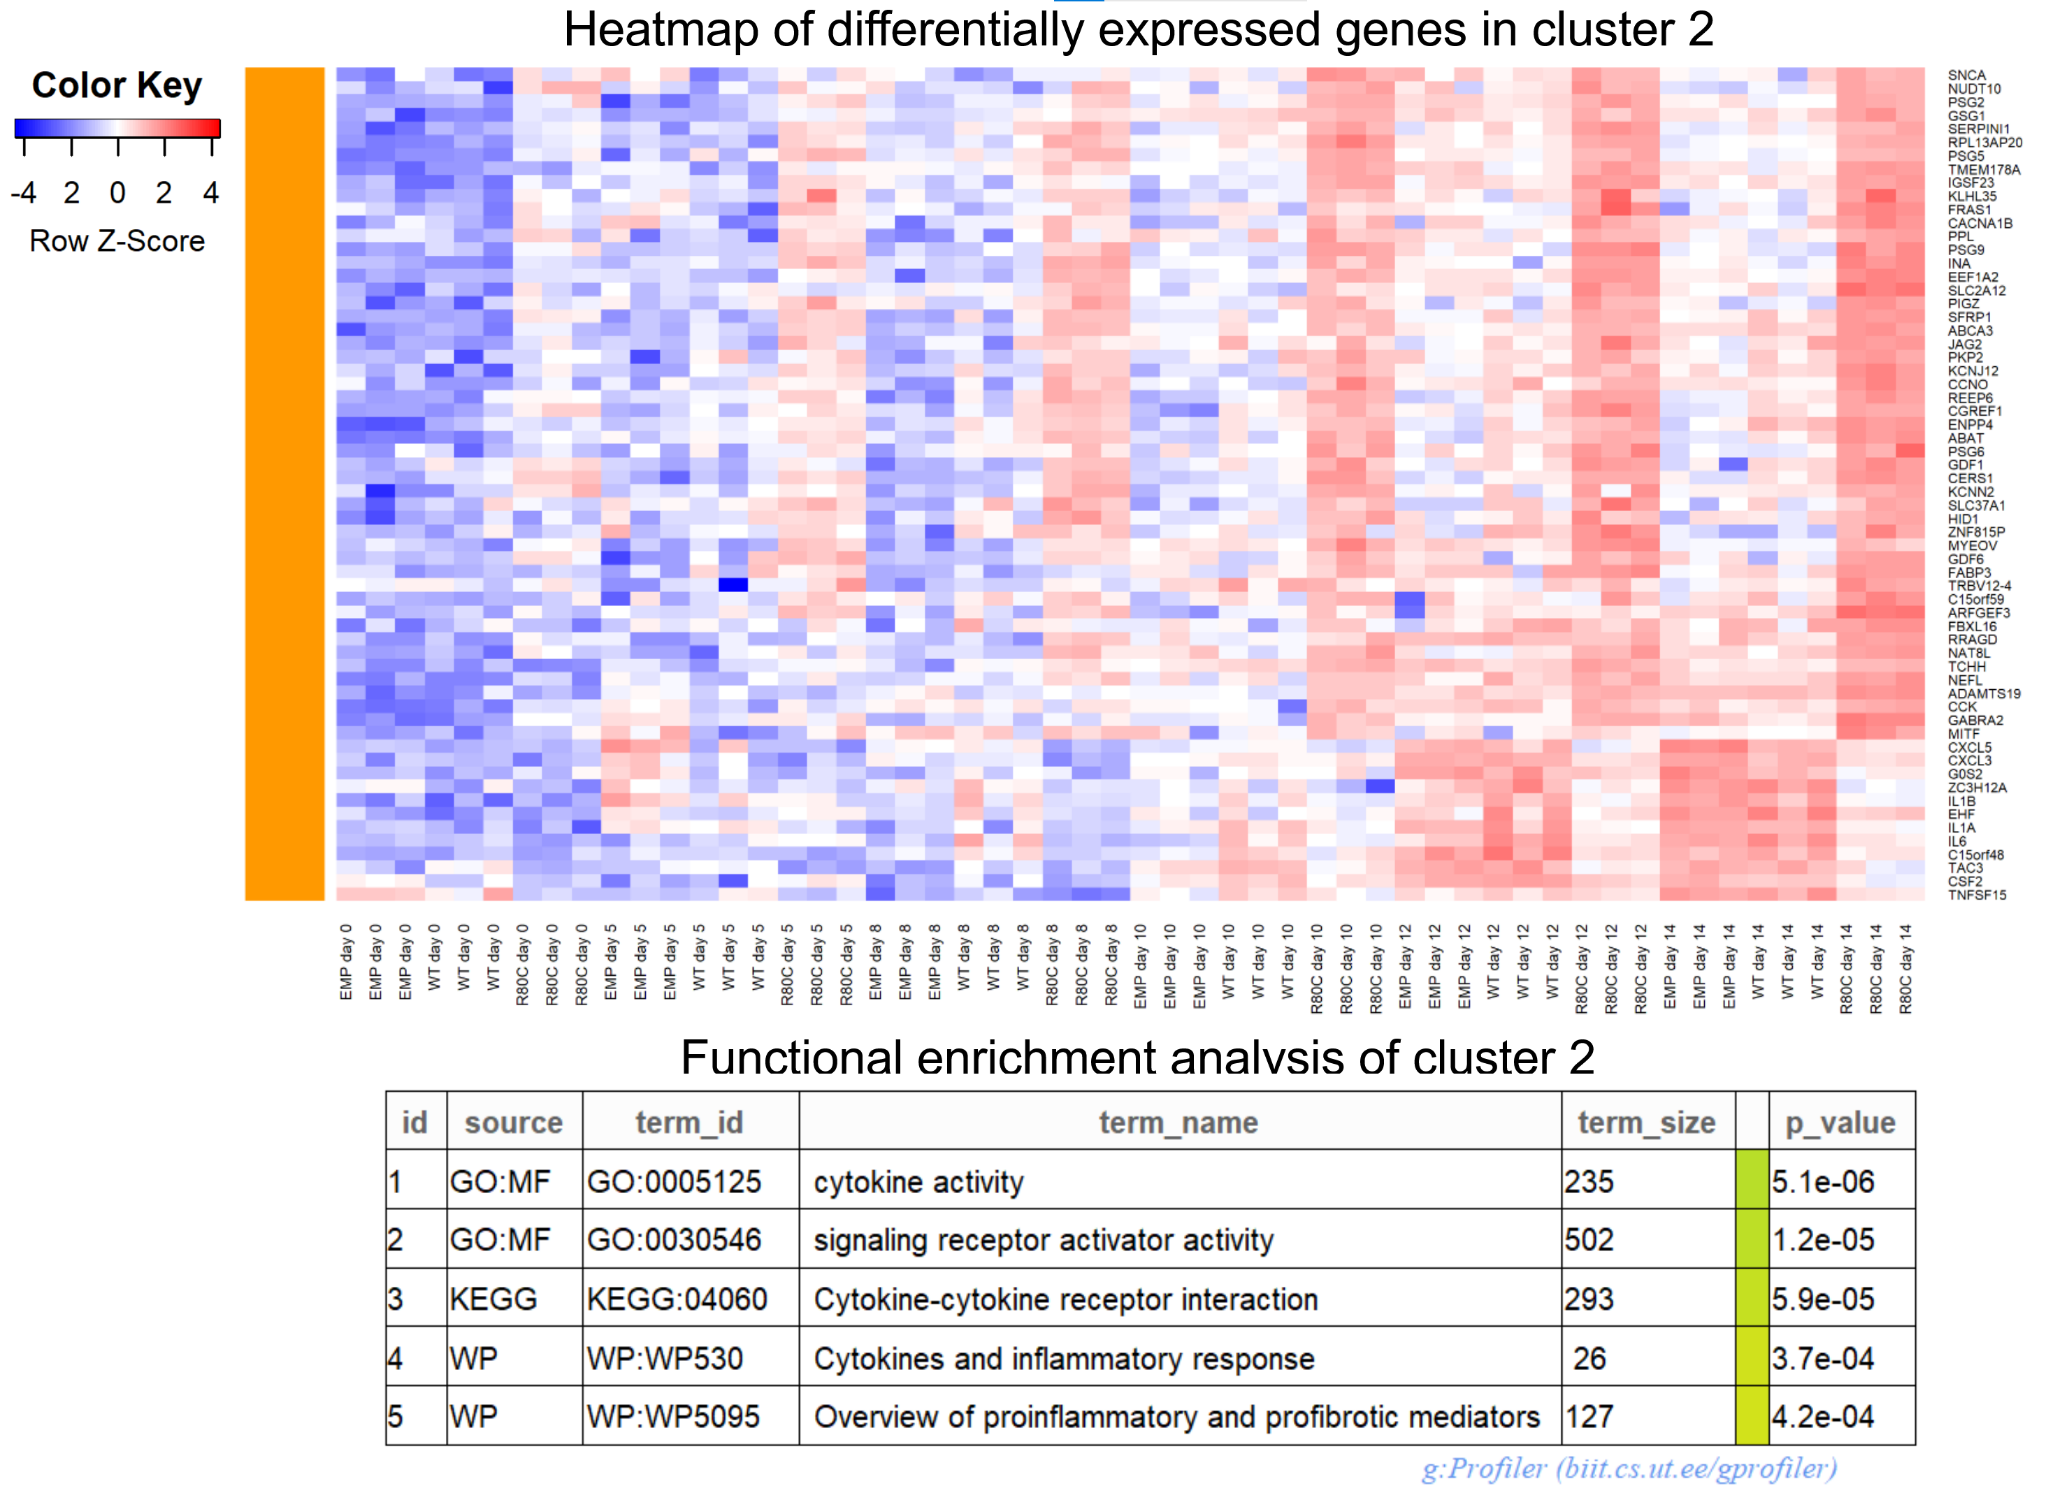 Heatmap of differentially expressed genes in cluster 2
Color Key
-4 2 0 2 4
Row Z-Score
SNCA
NUDT10
PSG2
GSG1
SERPINI1
RPL13AP20
PSG5
TMEM178A
IGSF23
KLHL35
FRAS1
CACNA1B
PPL
PSG9
INA
EEF1A2
SLC2A12
PIGZ
SFRP1
ABCA3
JAG2
PKP2
KCNJ12
CCNO
REEP6
CGREF1
ENPP4
ABAT
PSG6
GDF1
CERS1
KCNN2
SLC37A1
HID1
ZNF815P
MYEOV
GDF6
FABP3
TRBV12-4
C15orf59
ARFGEF3
FBXL16
RRAGD
NAT8L
TCHH
NEFL
ADAMTS19
CCK
GABRA2
MITF
CXCL5
CXCL3
G0S2
ZC3H12A
IL1B
EHF
IL1A
IL6
C15orf48
TAC3
CSF2
TNFSF15
EMP day 0
EMP day 0
EMP day 0
WT day 0
WT day 0
WT day 0
R80C day 0
R80C day 0
R80C day 0
EMP day 5
EMP day 5
EMP day 5
WT day 5
WT day 5
WT day 5
R80C day 5
R80C day 5
R80C day 5
EMP day 8
EMP day 8
EMP day 8
WT day 8
WT day 8
WT day 8
R80C day 8
R80C day 8
R80C day 8
EMP day 10
EMP day 10
EMP day 10
WT day 10
WT day 10
WT day 10
R80C day 10
R80C day 10
R80C day 10
EMP day 12
EMP day 12
EMP day 12
WT day 12
WT day 12
WT day 12
R80C day 12
R80C day 12
R80C day 12
EMP day 14
EMP day 14
EMP day 14
WT day 14
WT day 14
WT day 14
R80C day 14
R80C day 14
R80C day 14
Functional enrichment analysis of cluster 2
id source term_id term_name term_size p_value
1 GO:MF GO:0005125 cytokine activity 235 5.1e-06
2 GO:MF GO:0030546 signaling receptor activator activity 502 1.2e-05
3 KEGG KEGG:04060 Cytokine-cytokine receptor interaction 293 5.9e-05
4 WP WP:WP530 Cytokines and inflammatory response 26 3.7e-04
5 WP WP:WP5095 Overview of proinflammatory and profibrotic mediators 127 4.2e-04
g:Profiler (biit.cs.ut.ee/gprofiler)